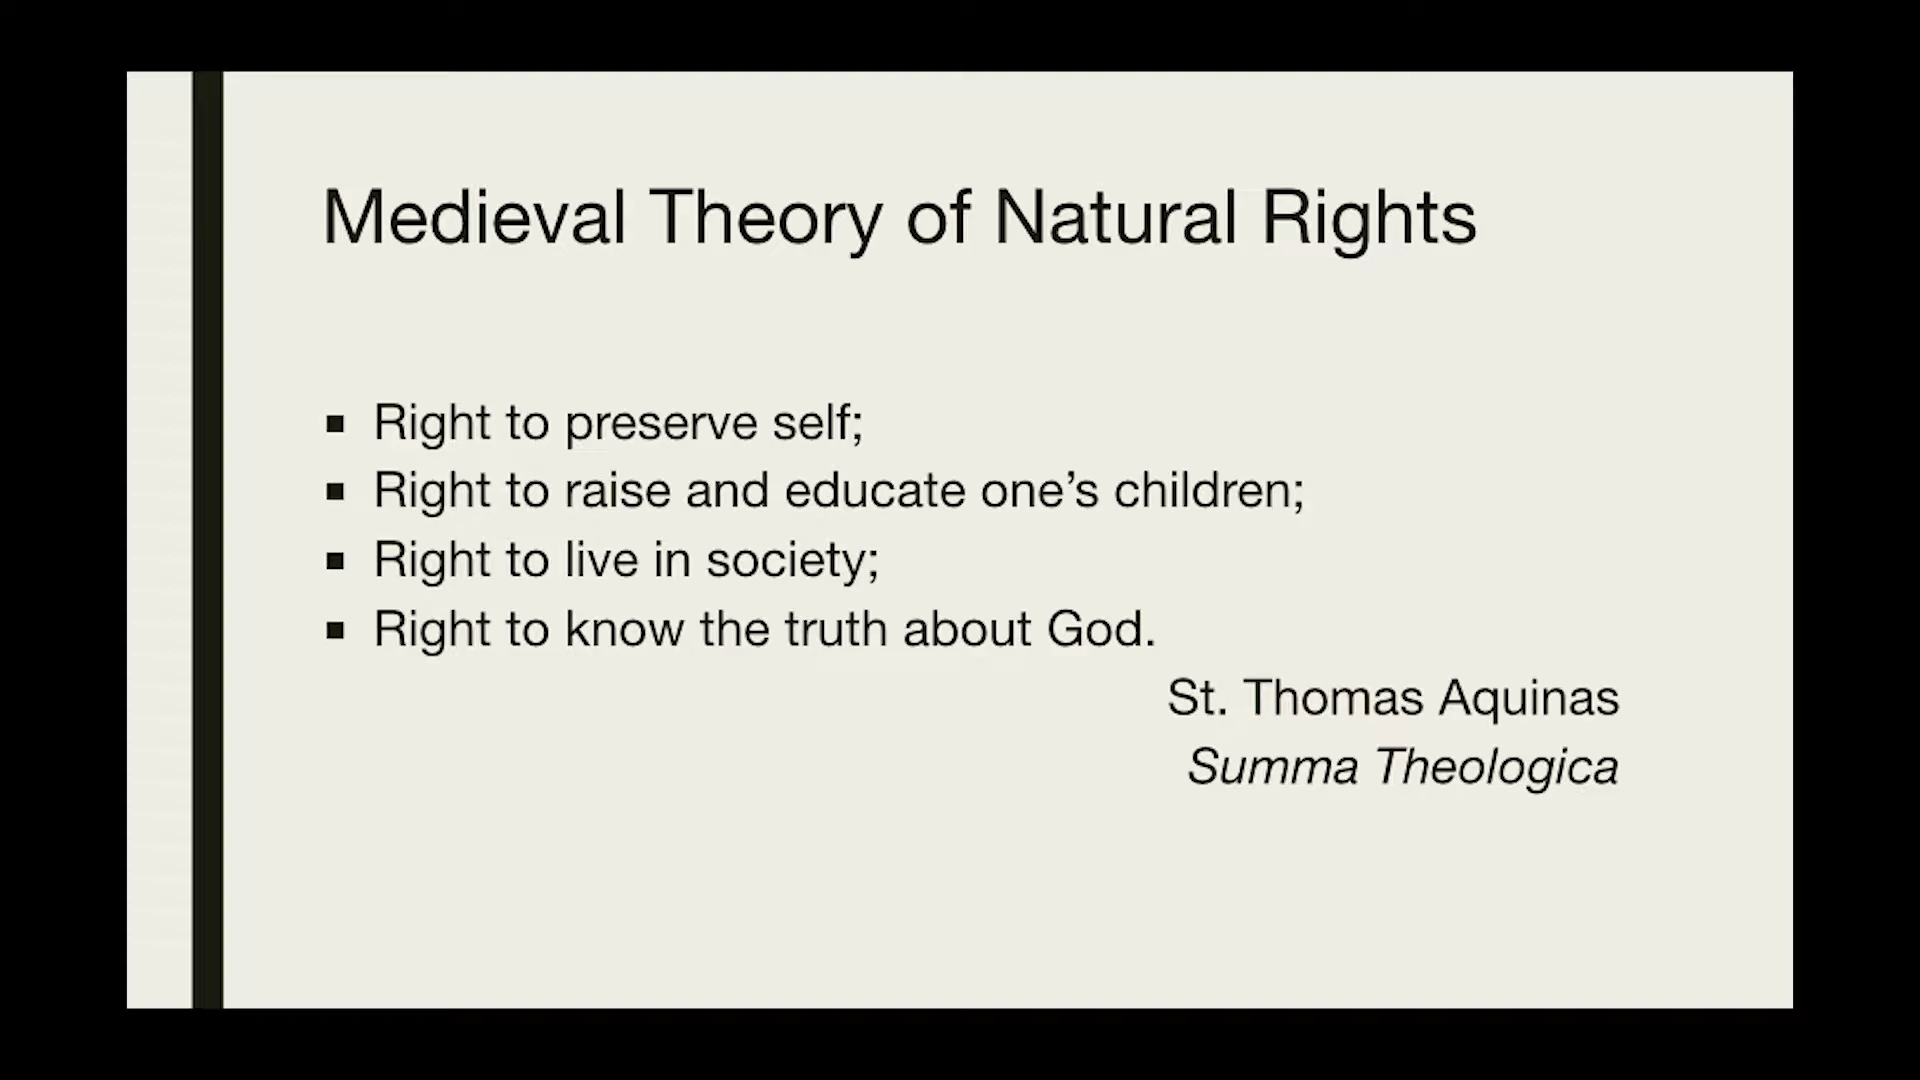 Medieval Theory of Natural Rights
▪ Right to preserve self;
▪ Right to raise and educate one’s children;
▪ Right to live in society;
▪ Right to know the truth about God.
St. Thomas Aquinas
Summa Theologica